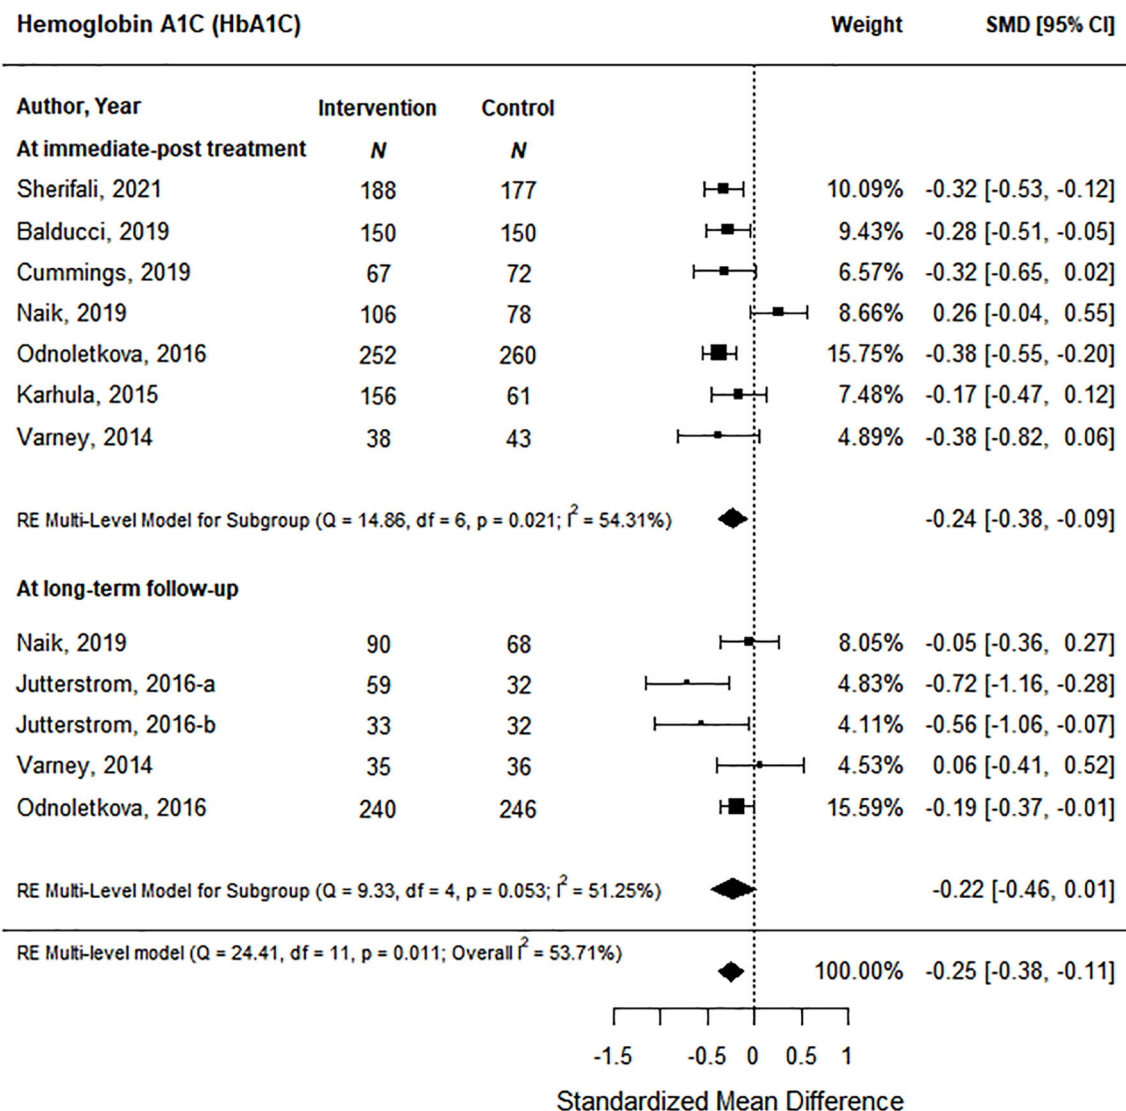 Hemoglobin A1C (HbA1C) Weight SMD [95% CI]
Author, Year Intervention Control
At immediate-post treatment N N
Sherifali, 2021 188 177 10.09% -0.32 [-0.53, -0.12]
Balducci, 2019 150 150 9.43% -0.28 [-0.51, -0.05]
Cummings, 2019 67 72 6.57% -0.32 [-0.65, 0.02]
Naik, 2019 106 78 8.66% 0.26 [-0.04, 0.55]
Odnoletkova, 2016 252 260 15.75% -0.38 [-0.55, -0.20]
Karhula, 2015 156 61 7.48% -0.17 [-0.47, 0.12]
Varney, 2014 38 43 4.89% -0.38 [-0.82, 0.06]
RE Multi-Level Model for Subgroup (Q = 14.86, df = 6, p = 0.021; I² = 54.31%) -0.24 [-0.38, -0.09]
At long-term follow-up
Naik, 2019 90 68 8.05% -0.05 [-0.36, 0.27]
Jutterstrom, 2016-a 59 32 4.83% -0.72 [-1.16, -0.28]
Jutterstrom, 2016-b 33 32 4.11% -0.56 [-1.06, -0.07]
Varney, 2014 35 36 4.53% 0.06 [-0.41, 0.52]
Odnoletkova, 2016 240 246 15.59% -0.19 [-0.37, -0.01]
RE Multi-Level Model for Subgroup (Q = 9.33, df = 4, p = 0.053; I² = 51.25%) -0.22 [-0.46, 0.01]
RE Multi-level model (Q = 24.41, df = 11, p = 0.011; Overall I² = 53.71%)
100.00% -0.25 [-0.38, -0.11]
-1.5 -0.5 0 0.5 1
Standardized Mean Difference